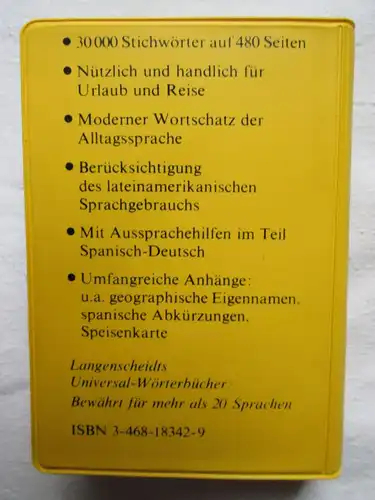 • 30 000 Stichwörter auf 480 Seiten
• Nützlich und handlich für
Urlaub und Reise
• Moderner Wortschatz der
Alltagssprache
• Berücksichtigung
des lateinamerikanischen
Sprachgebrauchs
• Mit Aussprachehilfen im Teil
Spanisch-Deutsch
• Umfangreiche Anhänge:
u.a. geographische Eigennamen,
spanische Abkürzungen,
Speisenkarte
Langenscheidts
Universal-Wörterbücher
Bewährt für mehr als 20 Sprachen
ISBN 3-468-18342-9